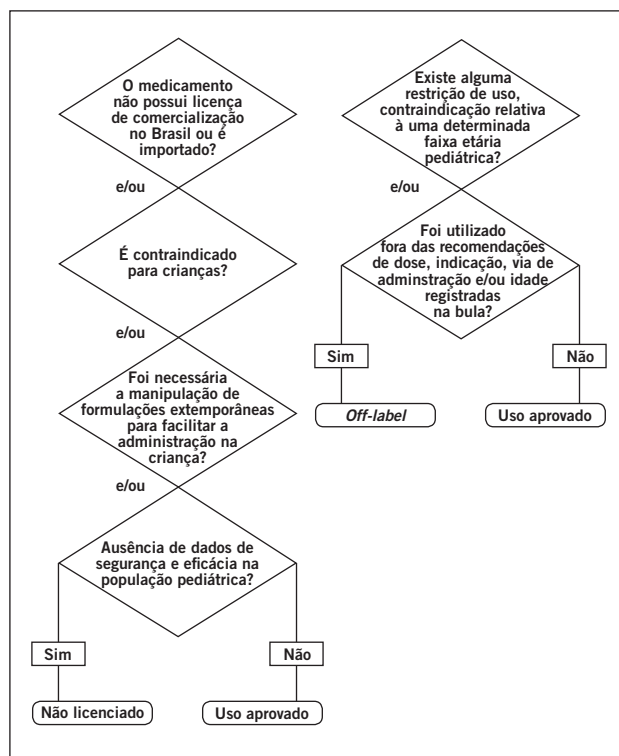 O medicamento
não possui licença
de comercialização
no Brasil ou é
importado?
e/ou
É contraindicado
para crianças?
e/ou
Foi necessária
a manipulação de
formulações extemporâneas
para facilitar a
administração na
criança?
e/ou
Ausência de dados de
segurança e eficácia na
população pediátrica?
Sim
Não
Não licenciado
Uso aprovado
Existe alguma
restrição de uso,
contraindicação relativa
à uma determinada
faixa etária
pediátrica?
e/ou
Foi utilizado
fora das recomendações
de dose, indicação, via de
adminstração e/ou idade
registradas
na bula?
Sim
Não
Off-label
Uso aprovado